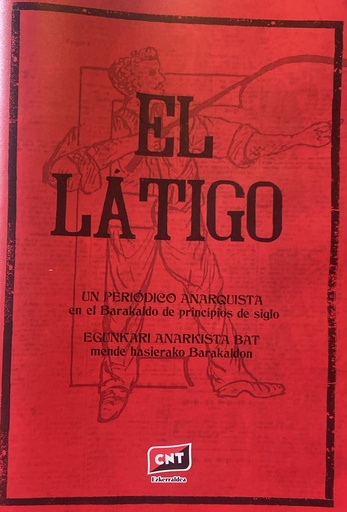 EL
LÁTIGO
UN PERIÓDICO ANARQUISTA
en el Barakaldo de principios de siglo
EGUNKARI ANARKISTA BAT
mende hasierako Barakaldon
CNT
Ezkerraldea